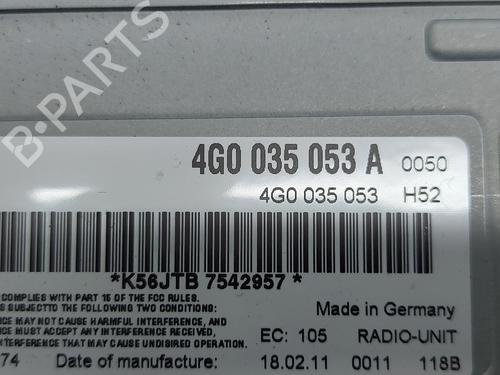 B-PARTS
4G0 035 053 A 0050
4G0 035 053 H52
*K56JTB 7542957*
COMPLIES WITH PART 15 OF THE FCC RULES.
SUBJECTTO THE FOLLOWING TWO CONDITIONS:
MAY NOT CAUSE HARMFUL INTERFERENCE, AND
MUST ACCEPT ANY INTERFERENCE RECEIVED,
INTERFERENCE THAT MAY CAUSE UNDESIRED OPERATION.
Made in Germany
EC: 105 RADIO-UNIT
74 Date of manufacture: 18.02.11 0011 118B